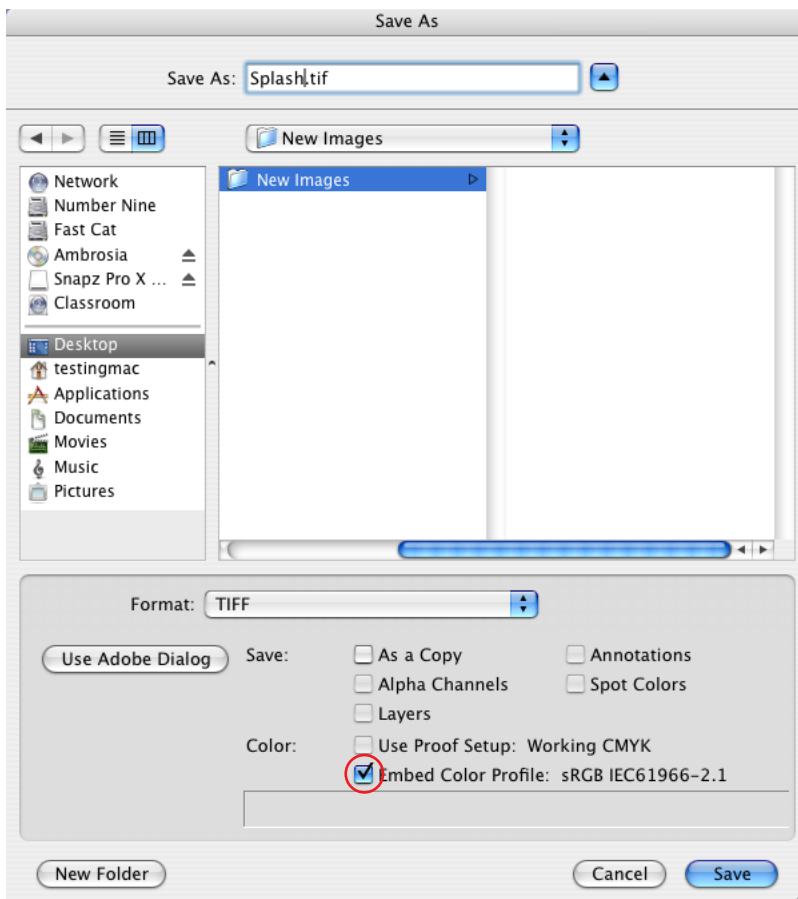 Save As
Save As: Splash.tif
New Images
Network
Number Nine
Fast Cat
Ambrosia
Snapz Pro X ...
Classroom
Desktop
testingmac
Applications
Documents
Movies
Music
Pictures
New Images
Format: TIFF
Use Adobe Dialog
Save: As a Copy Annotations
Alpha Channels Spot Colors
Layers
Color: Use Proof Setup: Working CMYK
Embed Color Profile: sRGB IEC61966-2.1
New Folder Cancel Save